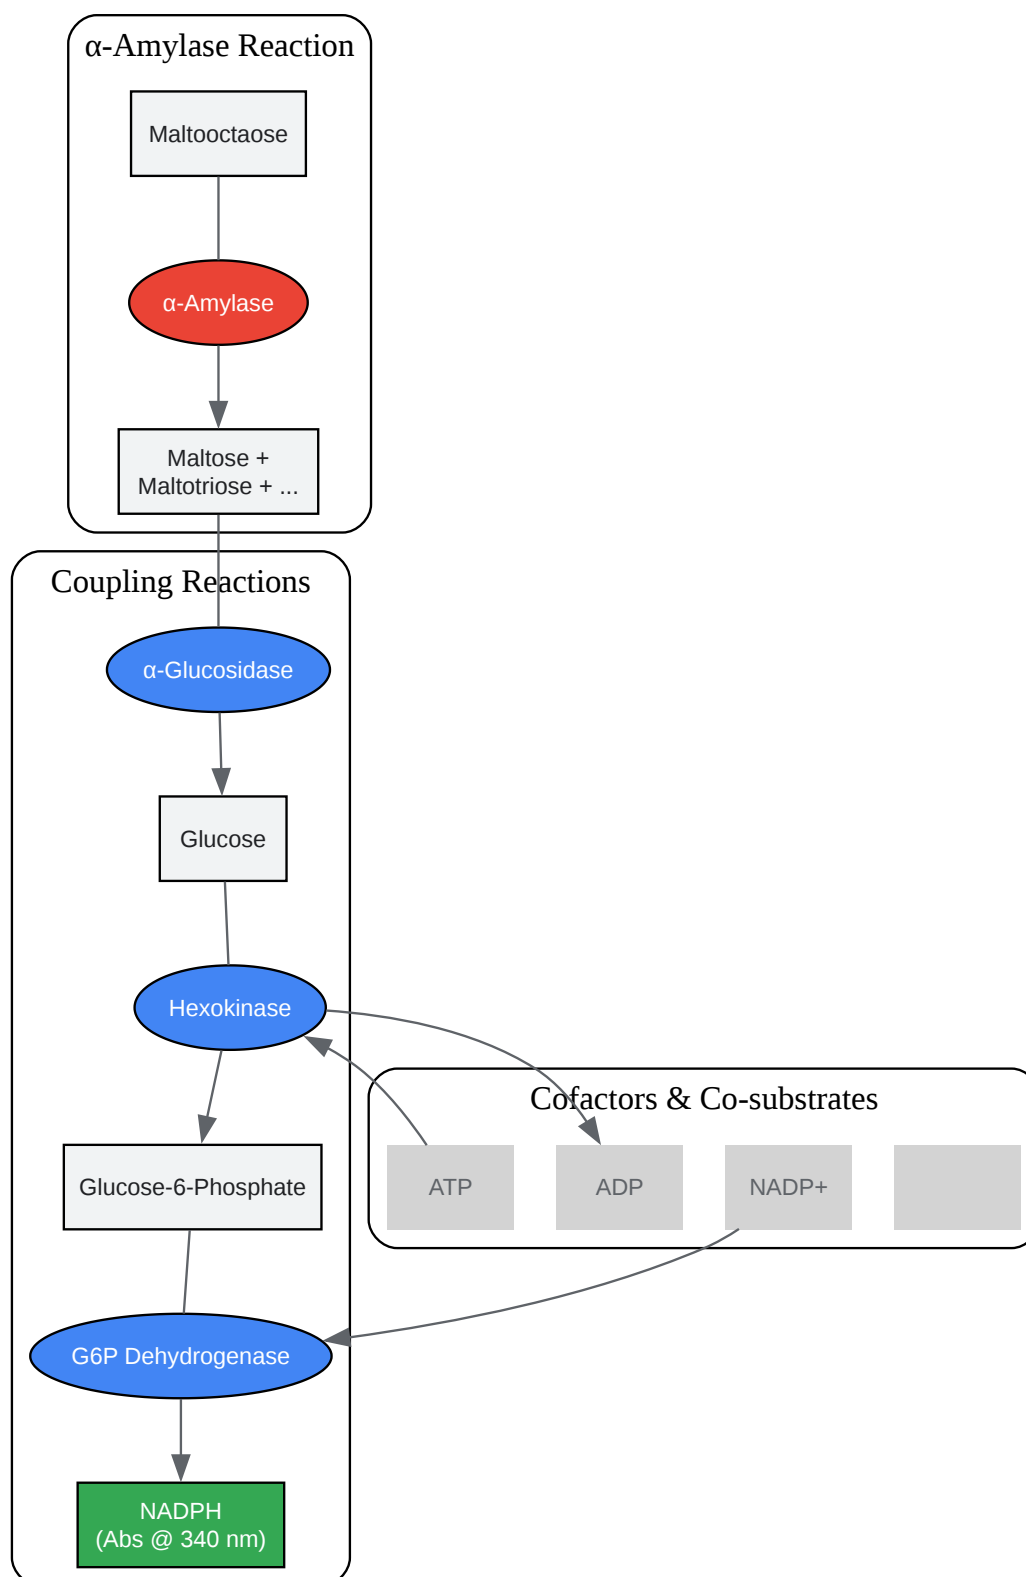 α-Amylase Reaction
Maltooctaose
α-Amylase
Maltose +
Maltotriose + ...
Coupling Reactions
α-Glucosidase
Glucose
Hexokinase
Cofactors & Co-substrates
ATP
ADP
NADP+
Glucose-6-Phosphate
G6P Dehydrogenase
NADPH
(Abs @ 340 nm)